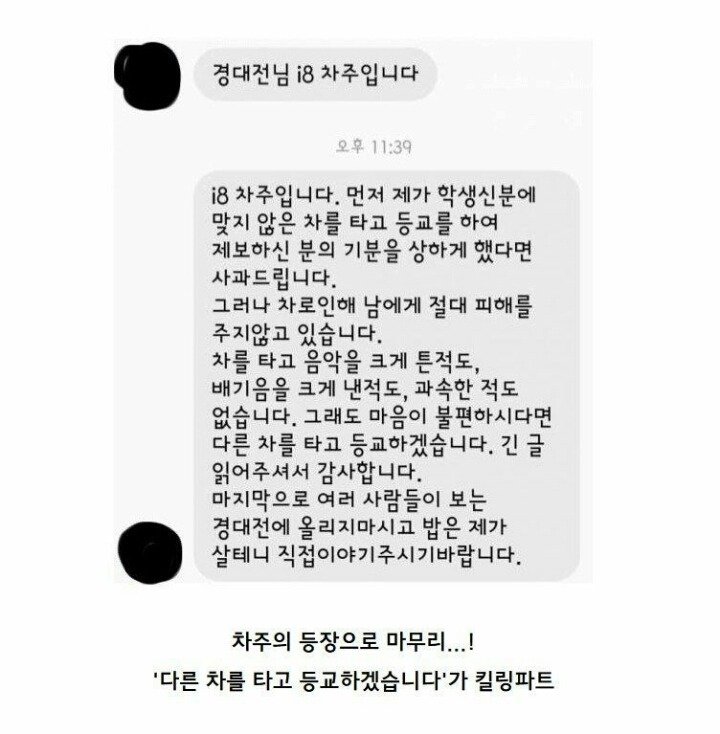 경대전님 i8 차주입니다
오후 11:39
i8 차주입니다. 먼저 제가 학생신분에
맞지 않은 차를 타고 등교를 하여
제보하신 분의 기분을 상하게 했다면
사과드립니다.
그러나 차로인해 남에게 절대 피해를
주지않고 있습니다.
차를 타고 음악을 크게 튼적도,
배기음을 크게 낸적도, 과속한 적도
없습니다. 그래도 마음이 불편하시다면
다른 차를 타고 등교하겠습니다. 긴 글
읽어주셔서 감사합니다.
마지막으로 여러 사람들이 보는
경대전에 올리지마시고 밥은 제가
살테니 직접이야기주시기바랍니다.
차주의 등장으로 마무리...!
'다른 차를 타고 등교하겠습니다'가 킬링파트